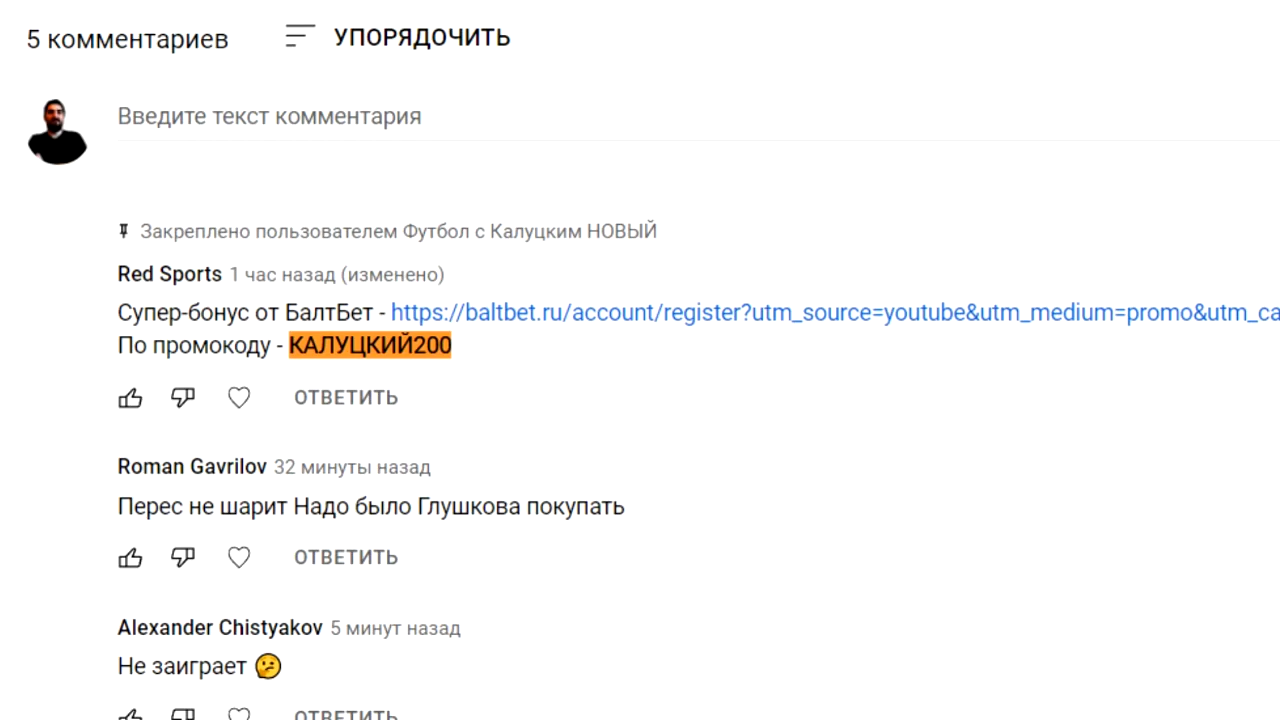 5 комментариев
УПОРЯДОЧИТЬ
Введите текст комментария
Закреплено пользователем Футбол с Калуцким НОВЫЙ
Red Sports 1 час назад (изменено)
Супер-бонус от БалтБет - https://baltbet.ru/account/register?utm_source=youtube&utm_medium=promo&utm_ca
По промокоду - КАЛУЦКИЙ200
ОТВЕТИТЬ
Roman Gavrilov 32 минуты назад
Перес не шарит Надо было Глушкова покупать
ОТВЕТИТЬ
Alexander Chistyakov 5 минут назад
Не заиграет 🤔
ОТВЕТИТЬ